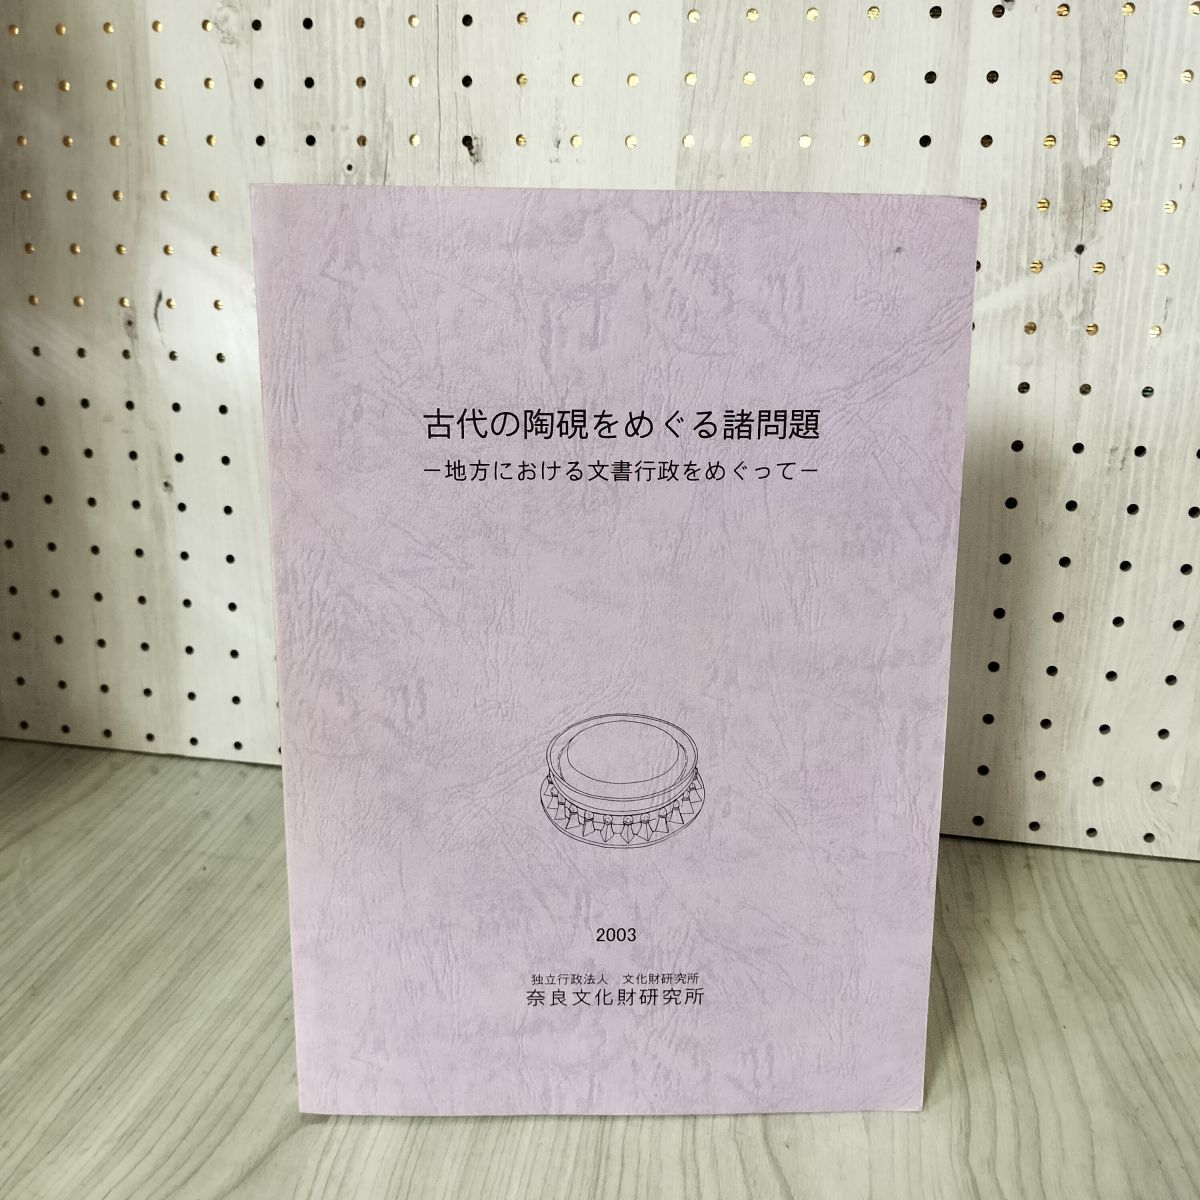 古代の陶硯をめぐる諸問題
－地方における文書行政をめぐって－
2003
独立行政法人　文化財研究所
奈良文化財研究所